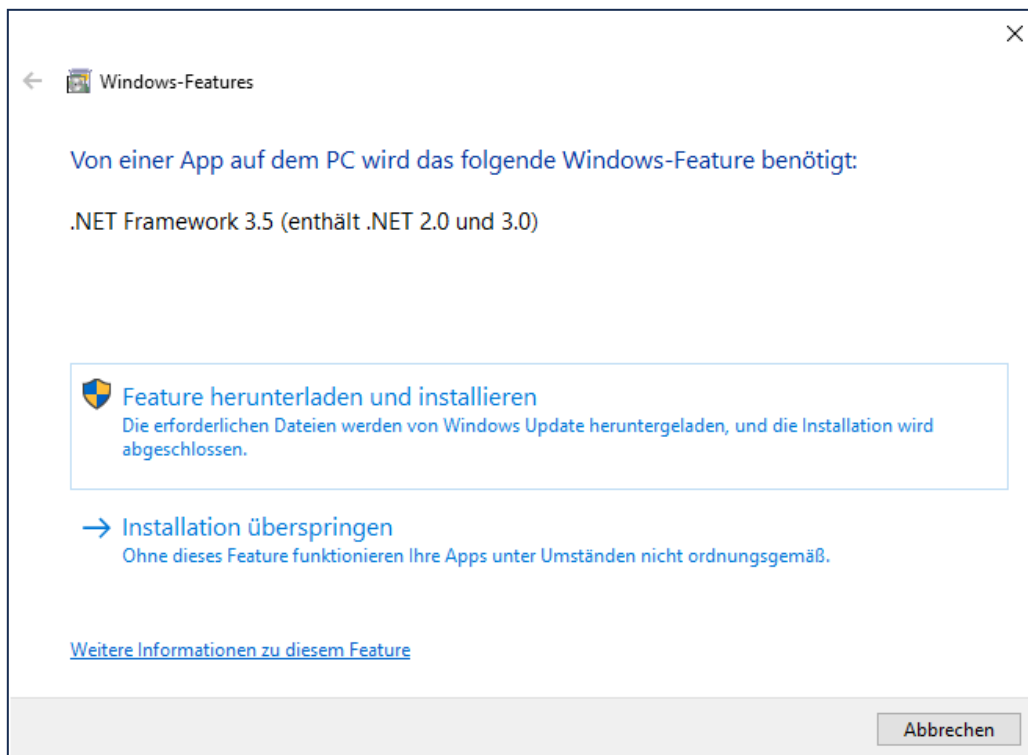 Windows-Features
Von einer App auf dem PC wird das folgende Windows-Feature benötigt:
.NET Framework 3.5 (enthält .NET 2.0 und 3.0)
Feature herunterladen und installieren
Die erforderlichen Dateien werden von Windows Update heruntergeladen, und die Installation wird
abgeschlossen.
Installation überspringen
Ohne dieses Feature funktionieren Ihre Apps unter Umständen nicht ordnungsgemäß.
Weitere Informationen zu diesem Feature
Abbrechen